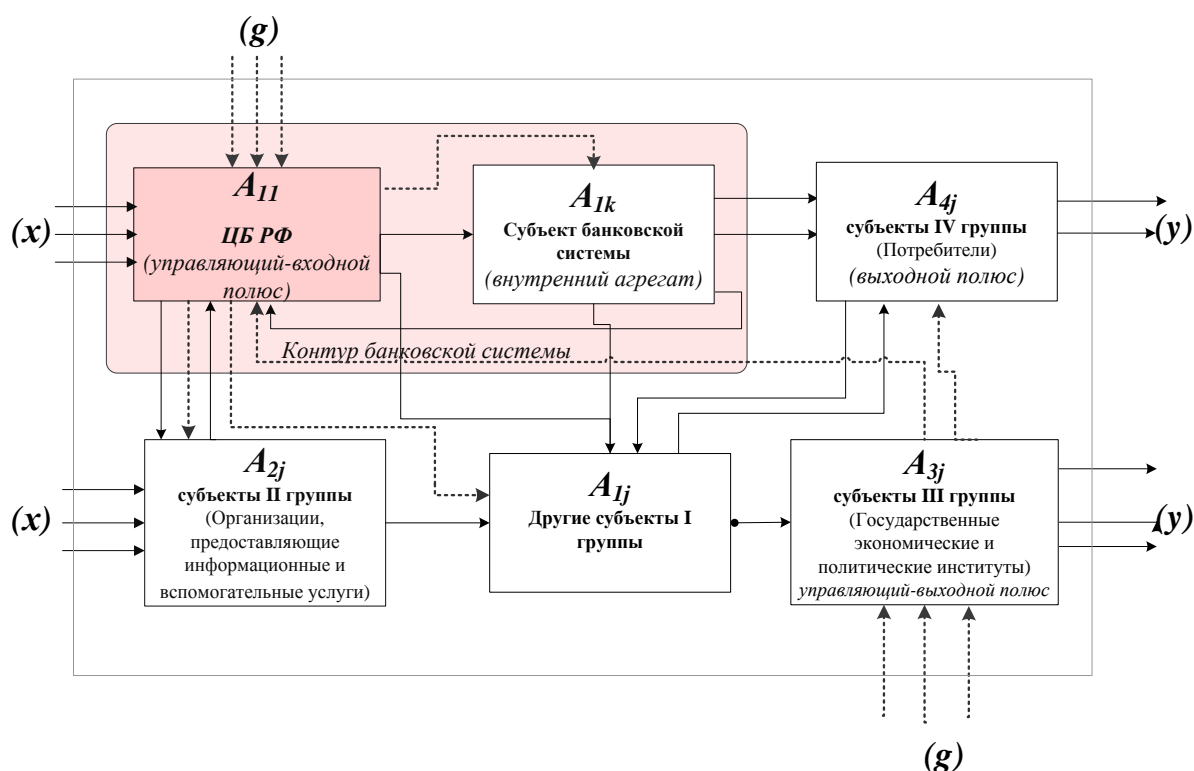 (g)
(x)
A11
ЦБ РФ
(управляющий-входной
полюс)
A1k
Субъект банковской
системы
(внутренний агрегат)
A4j
субъекты IV группы
(Потребители)
(выходной полюс)
(y)
Контур банковской системы
(x)
A2j
субъекты II группы
(Организации,
предоставляющие
информационные и
вспомогательные услуги)
A1j
Другие субъекты I
группы
A3j
субъекты III группы
(Государственные
экономические и
политические институты)
управляющий-выходной полюс
(y)
(g)